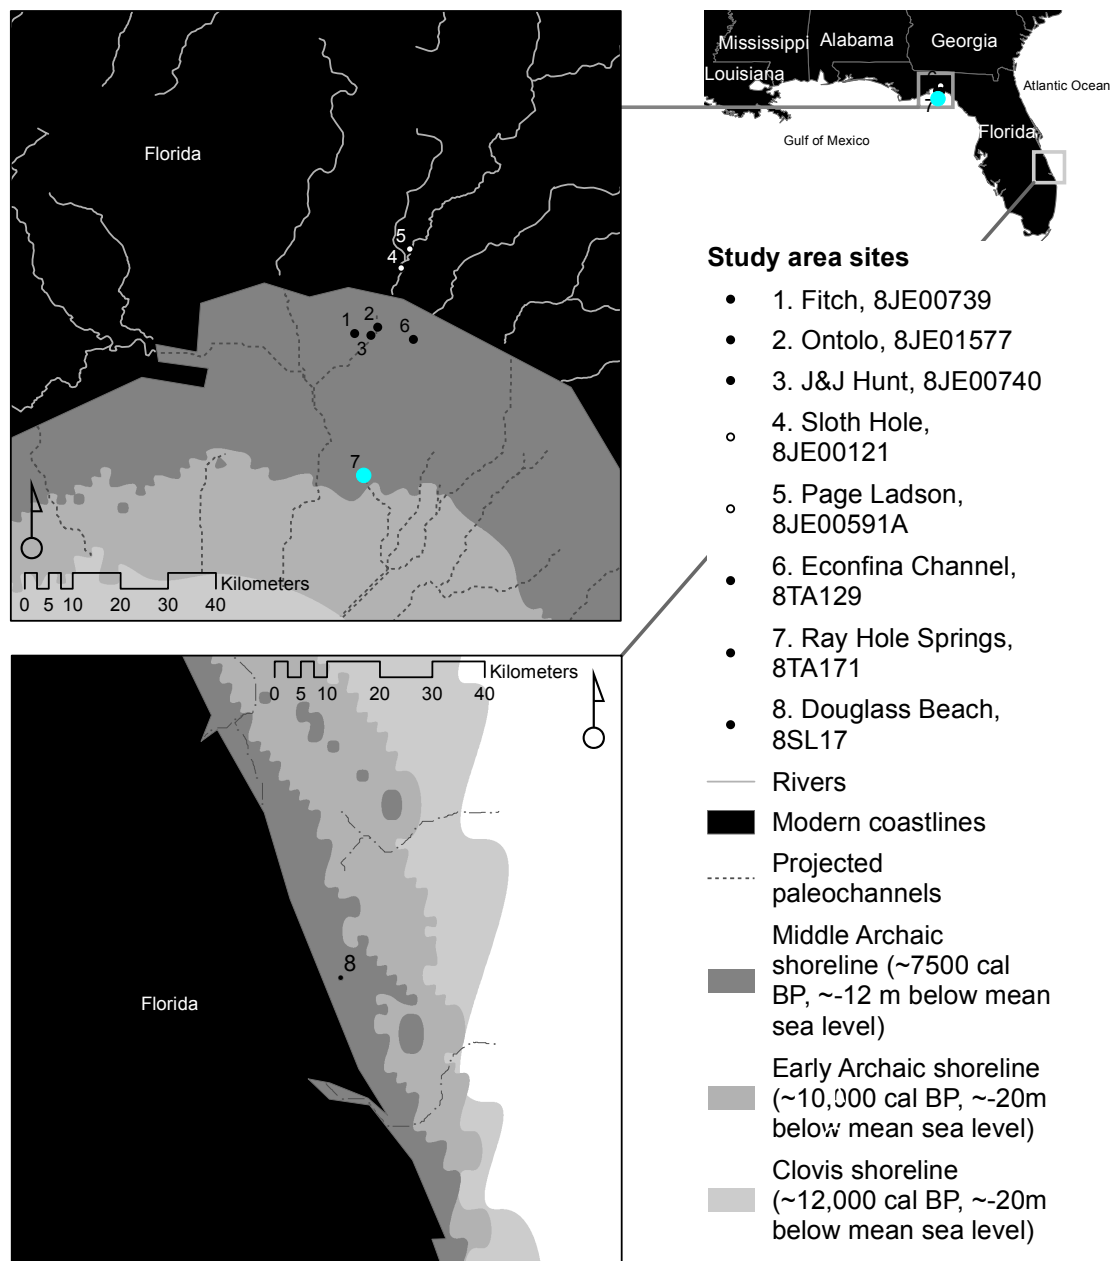 Florida
5
4
1
2
6
3
7
Kilometers
0 5 10 20 30 40
Mississippi
Alabama
Georgia
Louisiana
Atlantic Ocean
Gulf of Mexico
Florida
7
Study area sites
1. Fitch, 8JE00739
2. Ontolo, 8JE01577
3. J&J Hunt, 8JE00740
4. Sloth Hole,
8JE00121
5. Page Ladson,
8JE00591A
6. Econfina Channel,
8TA129
7. Ray Hole Springs,
8TA171
8. Douglass Beach,
8SL17
Rivers
Modern coastlines
Projected
paleochannels
Middle Archaic
shoreline (~7500 cal
BP, ~-12 m below mean
sea level)
Early Archaic shoreline
(~10,000 cal BP, ~-20m
below mean sea level)
Clovis shoreline
(~12,000 cal BP, ~-20m
below mean sea level)
Kilometers
0 5 10 20 30 40
8
Florida